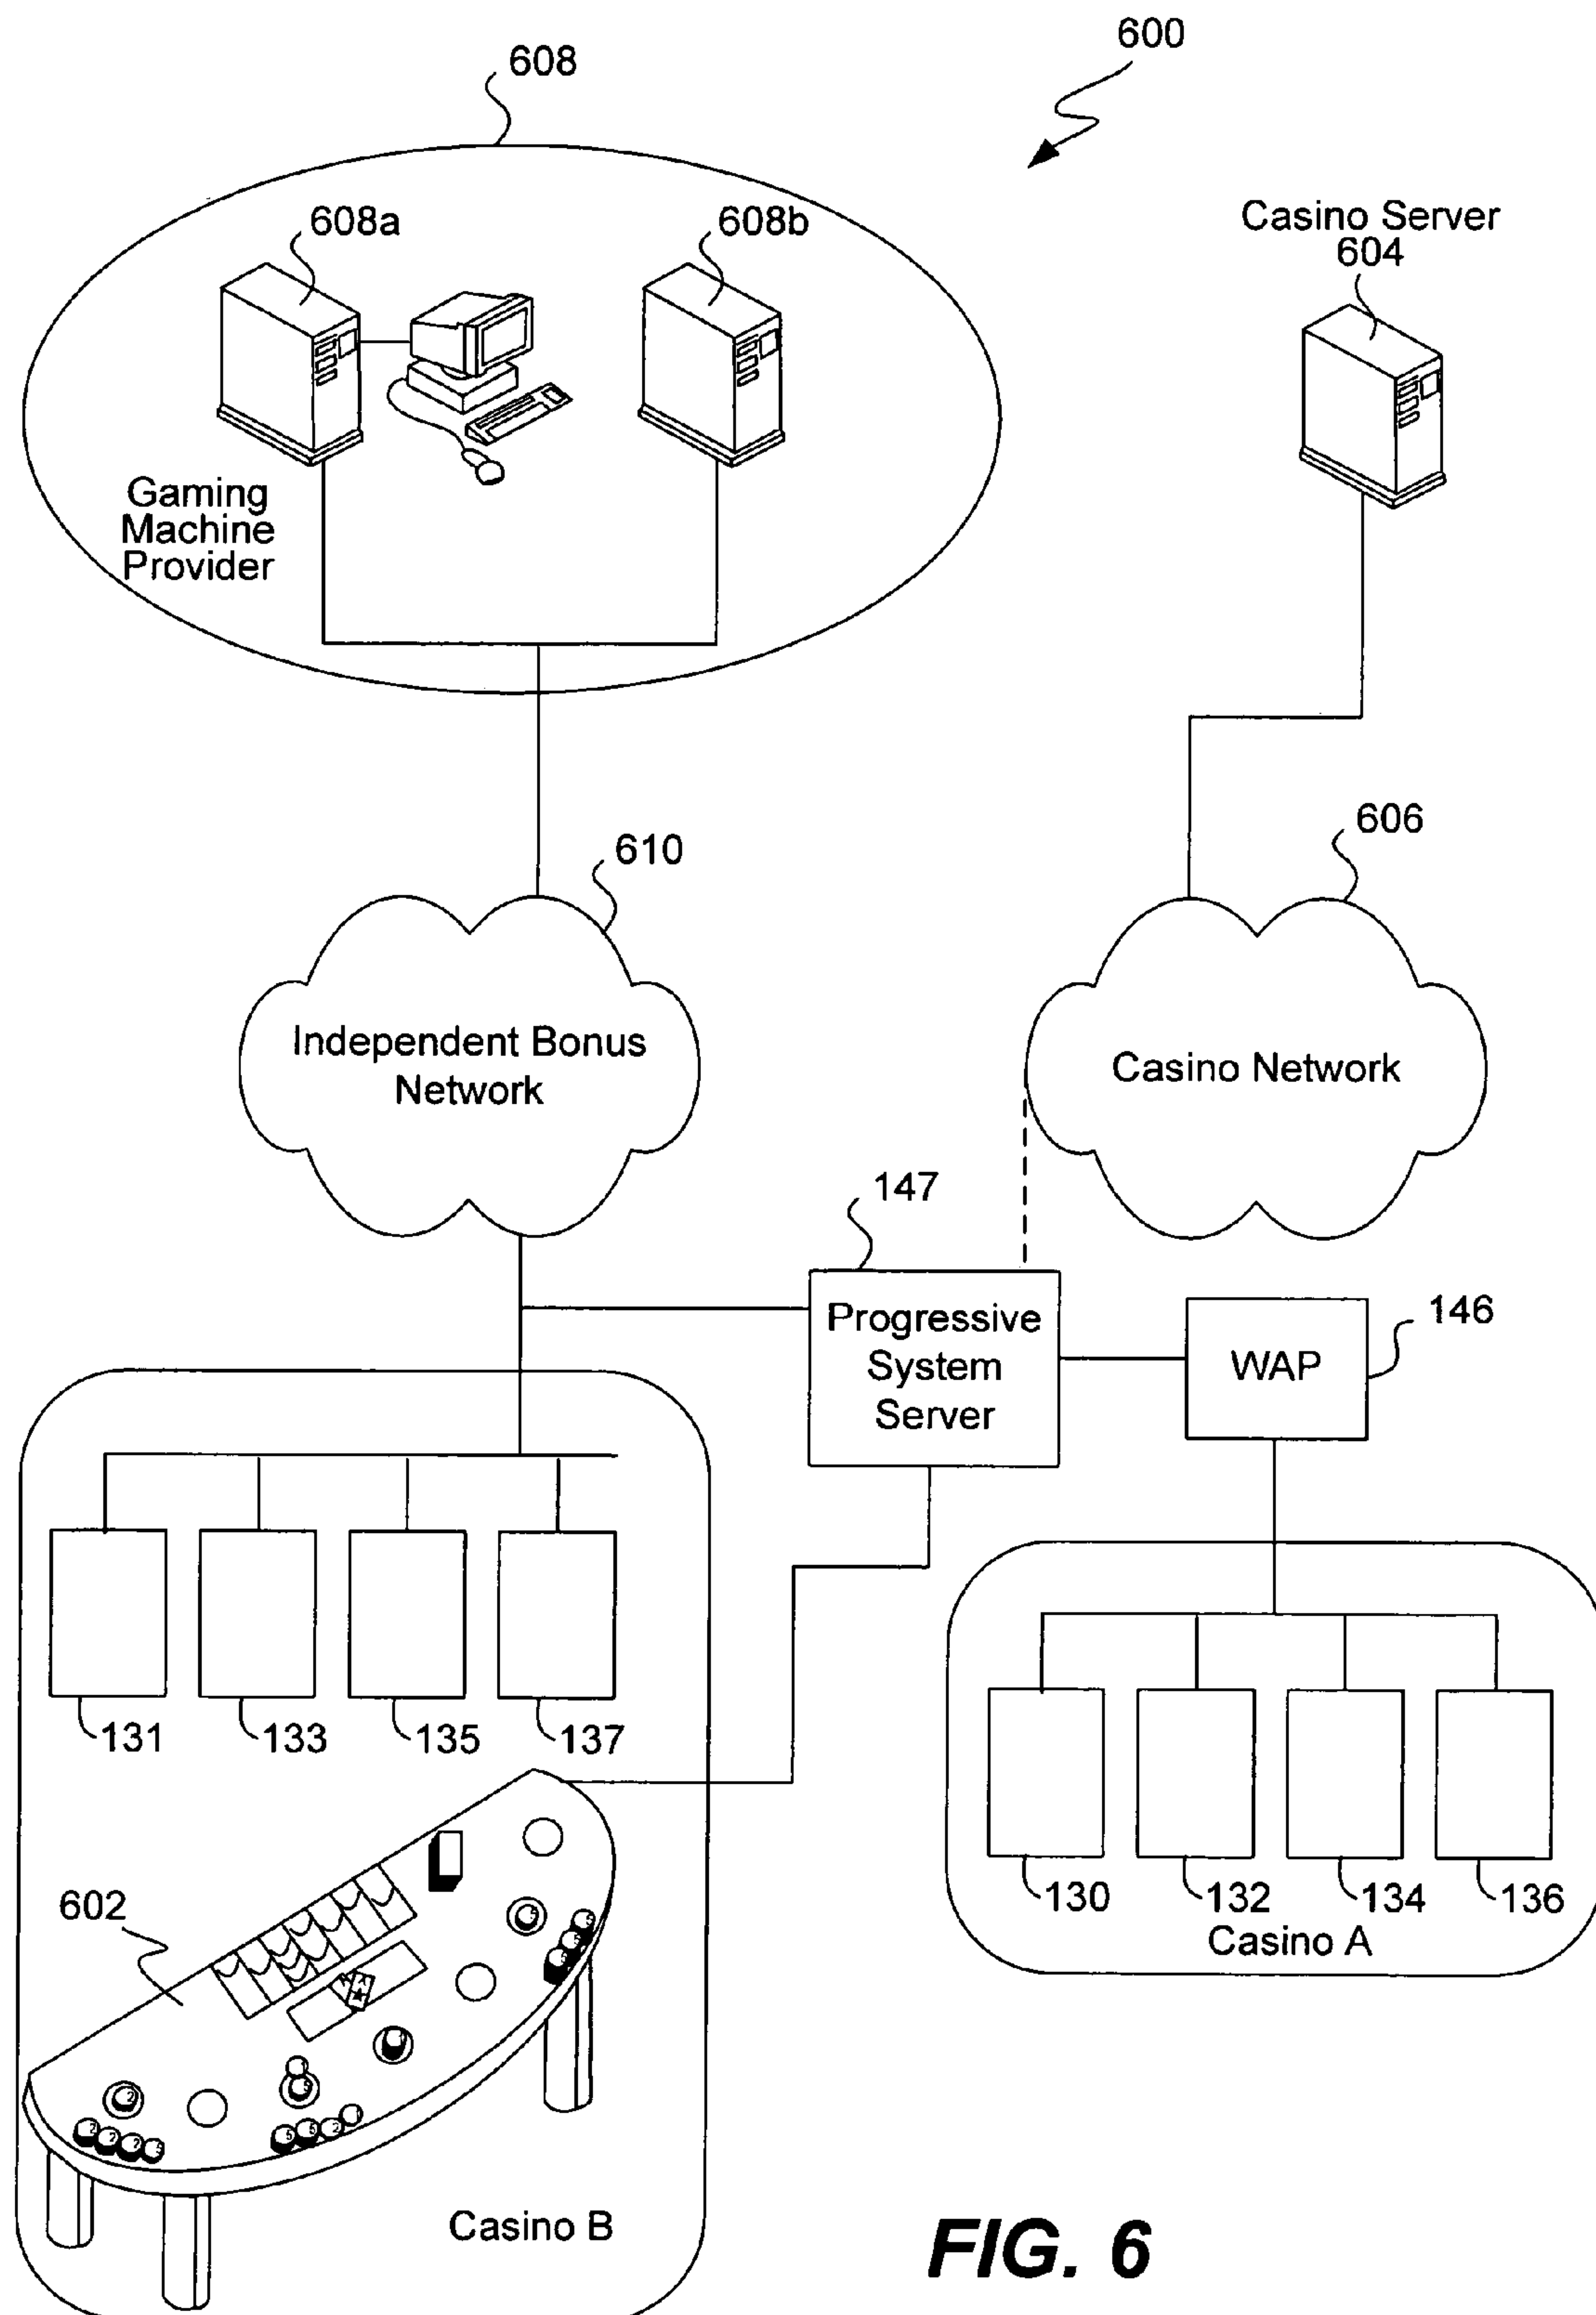 600
608
608a
608b
Casino Server
604
Gaming
Machine
Provider
606
610
Independent Bonus
Network
Casino Network
147
Progressive
System
Server
146
WAP
131
133
135
137
130
132
134
136
Casino A
602
Casino B
FIG. 6